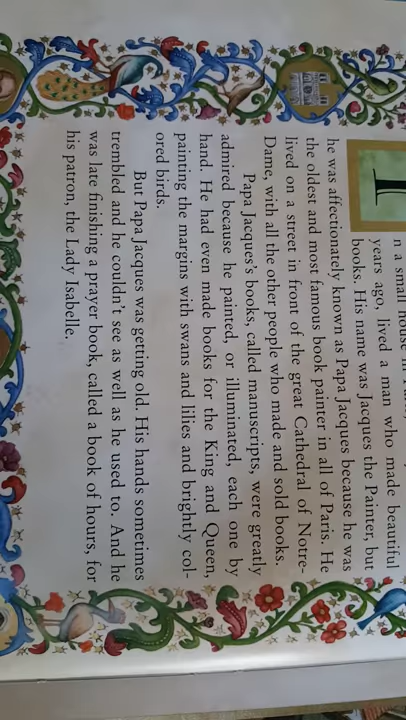 I
n a small house in
years ago, lived a man who made beautiful
books. His name was Jacques the Painter, but
he was affectionately known as Papa Jacques because he was
the oldest and most famous book painter in all of Paris. He
lived on a street in front of the great Cathedral of Notre-
Dame, with all the other people who made and sold books.
Papa Jacques's books, called manuscripts, were greatly
admired because he painted, or illuminated, each one by
hand. He had even made books for the King and Queen,
painting the margins with swans and lilies and brightly col-
ored birds.
But Papa Jacques was getting old. His hands sometimes
trembled and he couldn't see as well as he used to. And he
was late finishing a prayer book, called a book of hours, for
his patron, the Lady Isabelle.